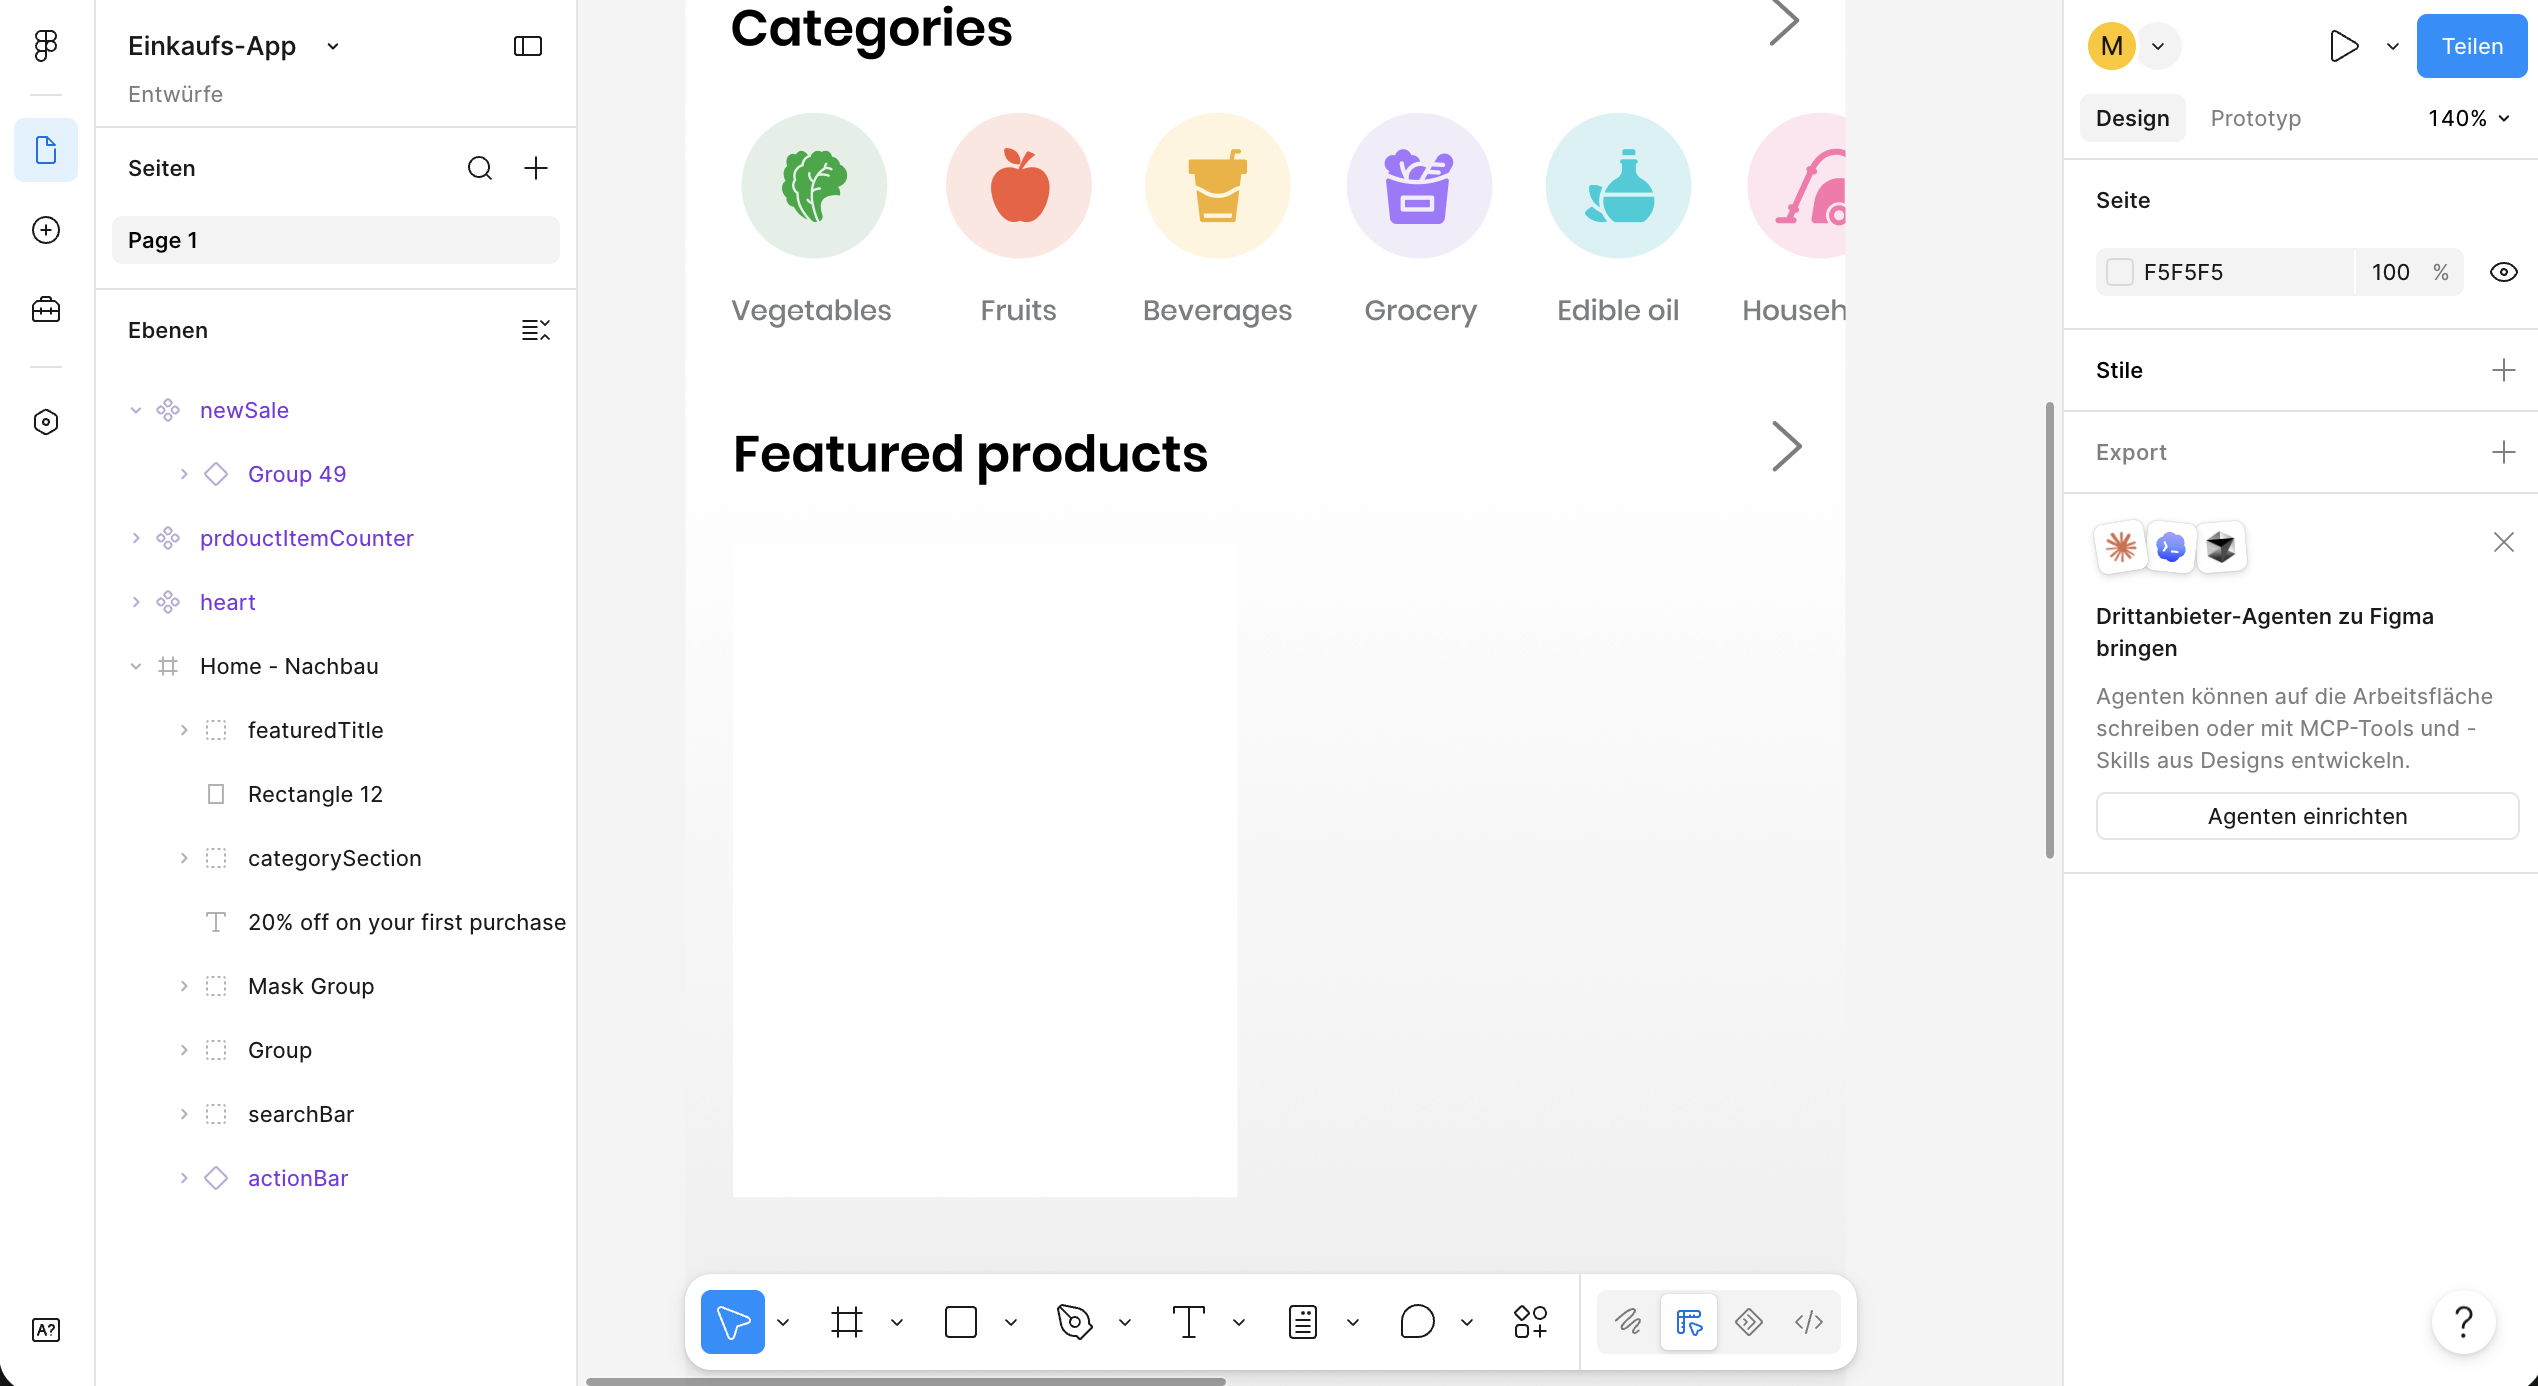 Einkaufs-App
Entwürfe
Seiten
Page 1
Ebenen
newSale
Group 49
prdouctItemCounter
heart
Home - Nachbau
featuredTitle
Rectangle 12
categorySection
20% off on your first purchase
Mask Group
Group
searchBar
actionBar
A?
Categories
Vegetables
Fruits
Beverages
Grocery
Edible oil
Househ
Featured products
M
Teilen
Design
Prototyp
140%
Seite
F5F5F5
100
%
Stile
Export
Drittanbieter-Agenten zu Figma
bringen
Agenten können auf die Arbeitsfläche
schreiben oder mit MCP-Tools und -
Skills aus Designs entwickeln.
Agenten einrichten
?